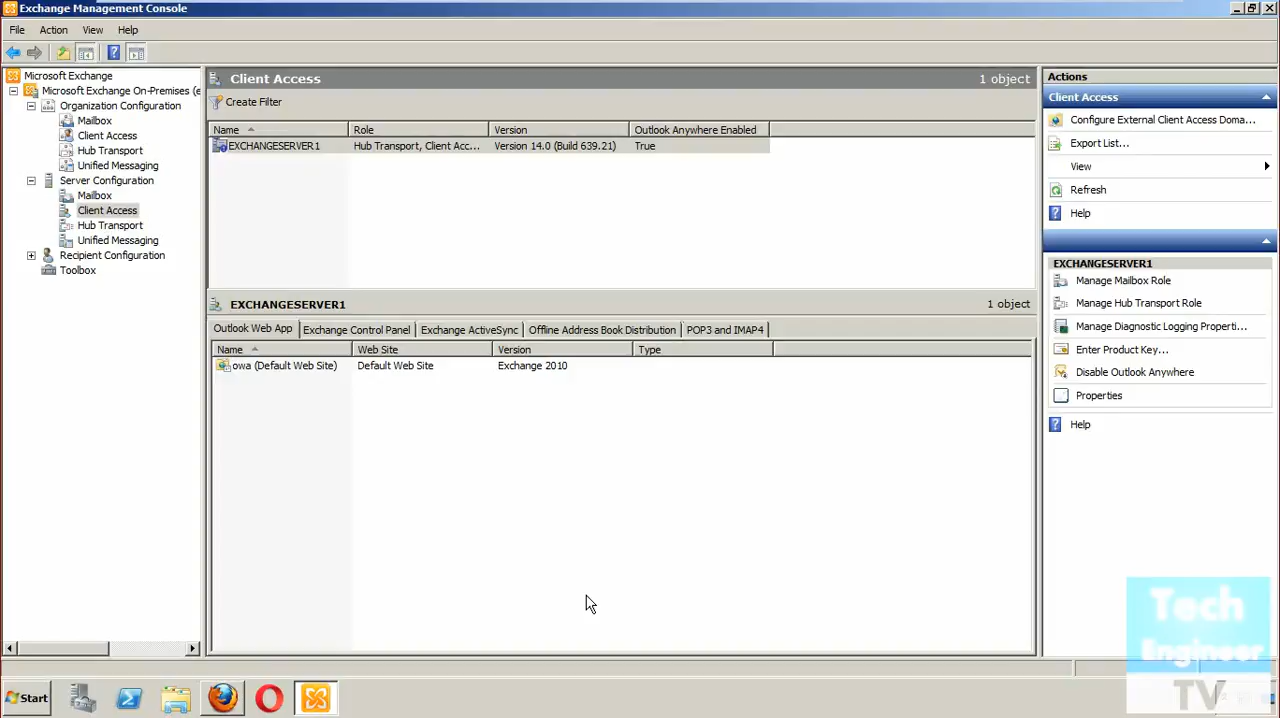 Exchange Management Console
File Action View Help
Microsoft Exchange
Microsoft Exchange On-Premises (e
Organization Configuration
Mailbox
Client Access
Hub Transport
Unified Messaging
Server Configuration
Mailbox
Client Access
Hub Transport
Unified Messaging
Recipient Configuration
Toolbox
Client Access 1 object
Create Filter
Name Role Version Outlook Anywhere Enabled
EXCHANGESERVER1 Hub Transport, Client Acc... Version 14.0 (Build 639.21) True
EXCHANGESERVER1 1 object
Outlook Web App Exchange Control Panel Exchange ActiveSync Offline Address Book Distribution POP3 and IMAP4
Name Web Site Version Type
owa (Default Web Site) Default Web Site Exchange 2010
Actions
Client Access
Configure External Client Access Doma...
Export List...
View
Refresh
Help
EXCHANGESERVER1
Manage Mailbox Role
Manage Hub Transport Role
Manage Diagnostic Logging Properti...
Enter Product Key...
Disable Outlook Anywhere
Properties
Help
Tech
Engineer
TV
Start